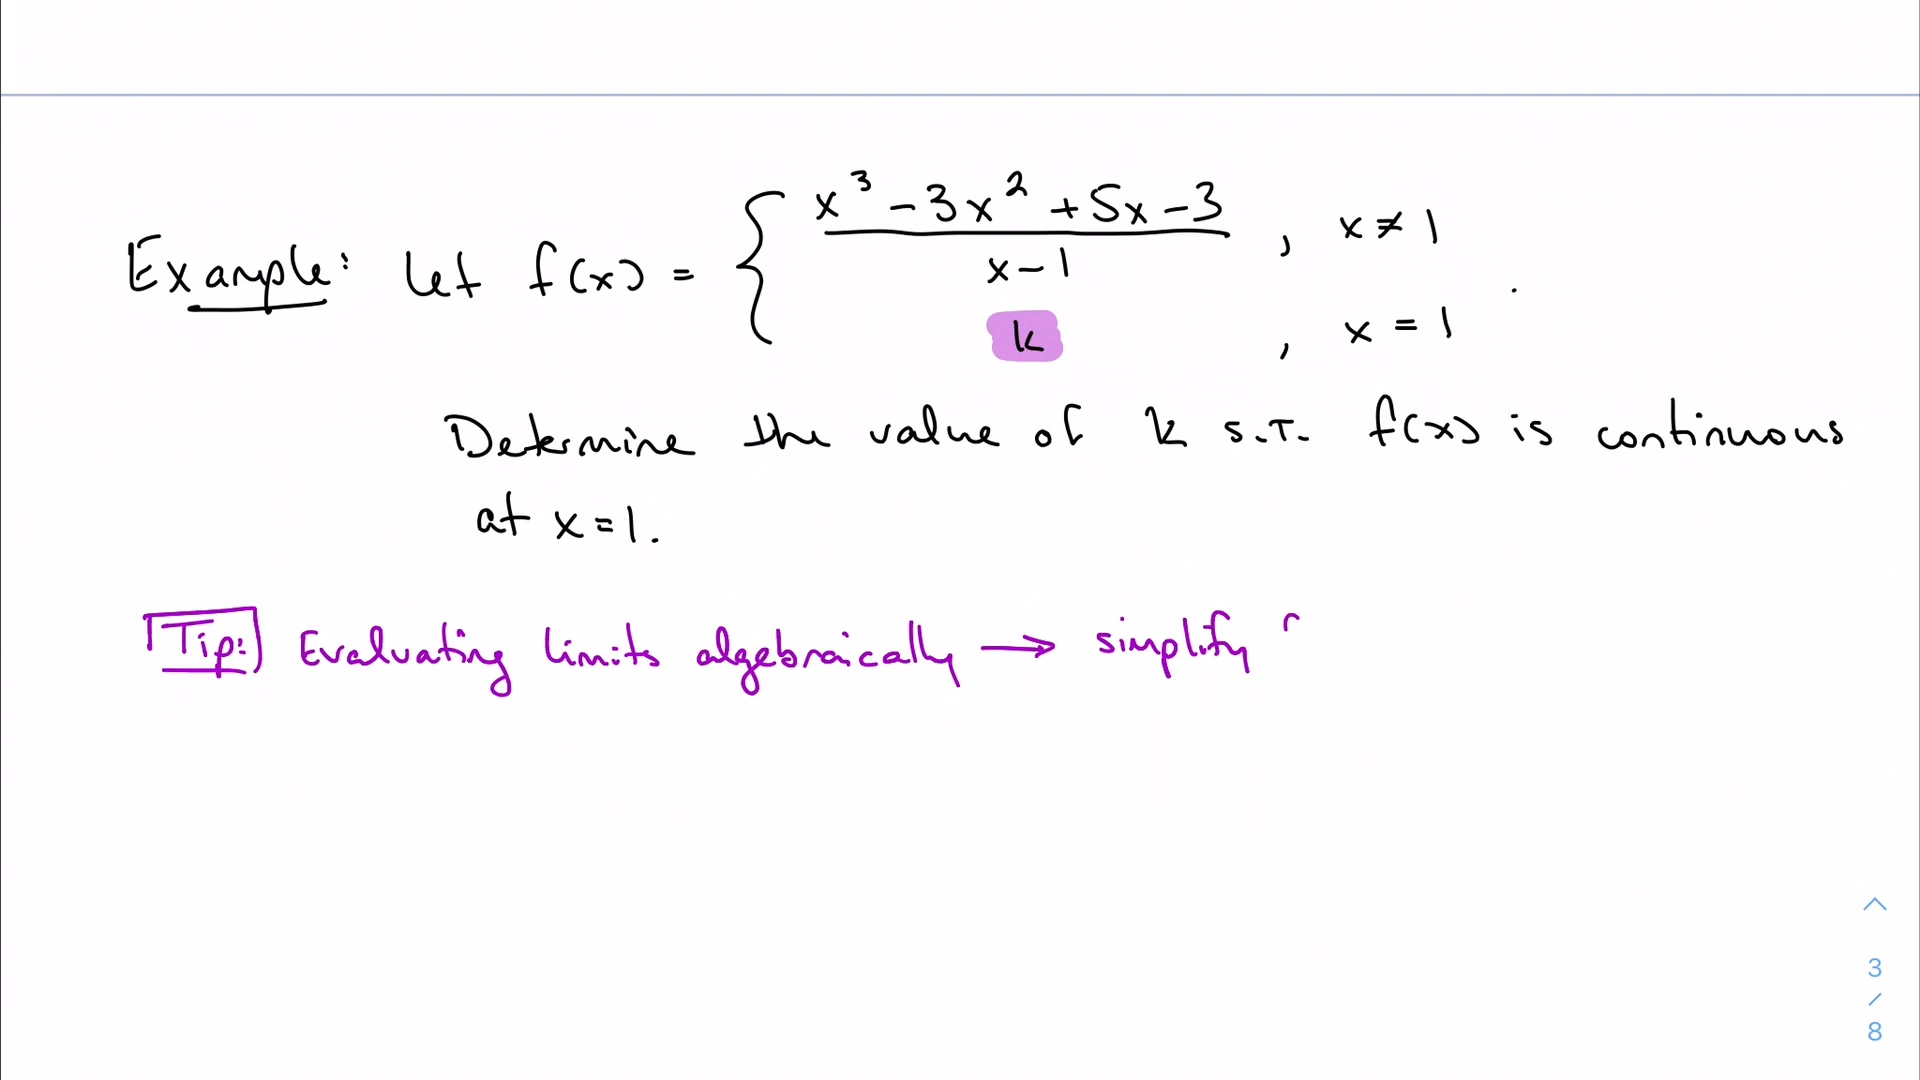 Example: Let f(x) = { x³ - 3x² + 5x - 3 / x - 1 , x ≠ 1
k , x = 1
Determine the value of k s.t. f(x) is continuous
at x = 1.
Tip: Evaluating limits algebraically → simplify
3
/
8